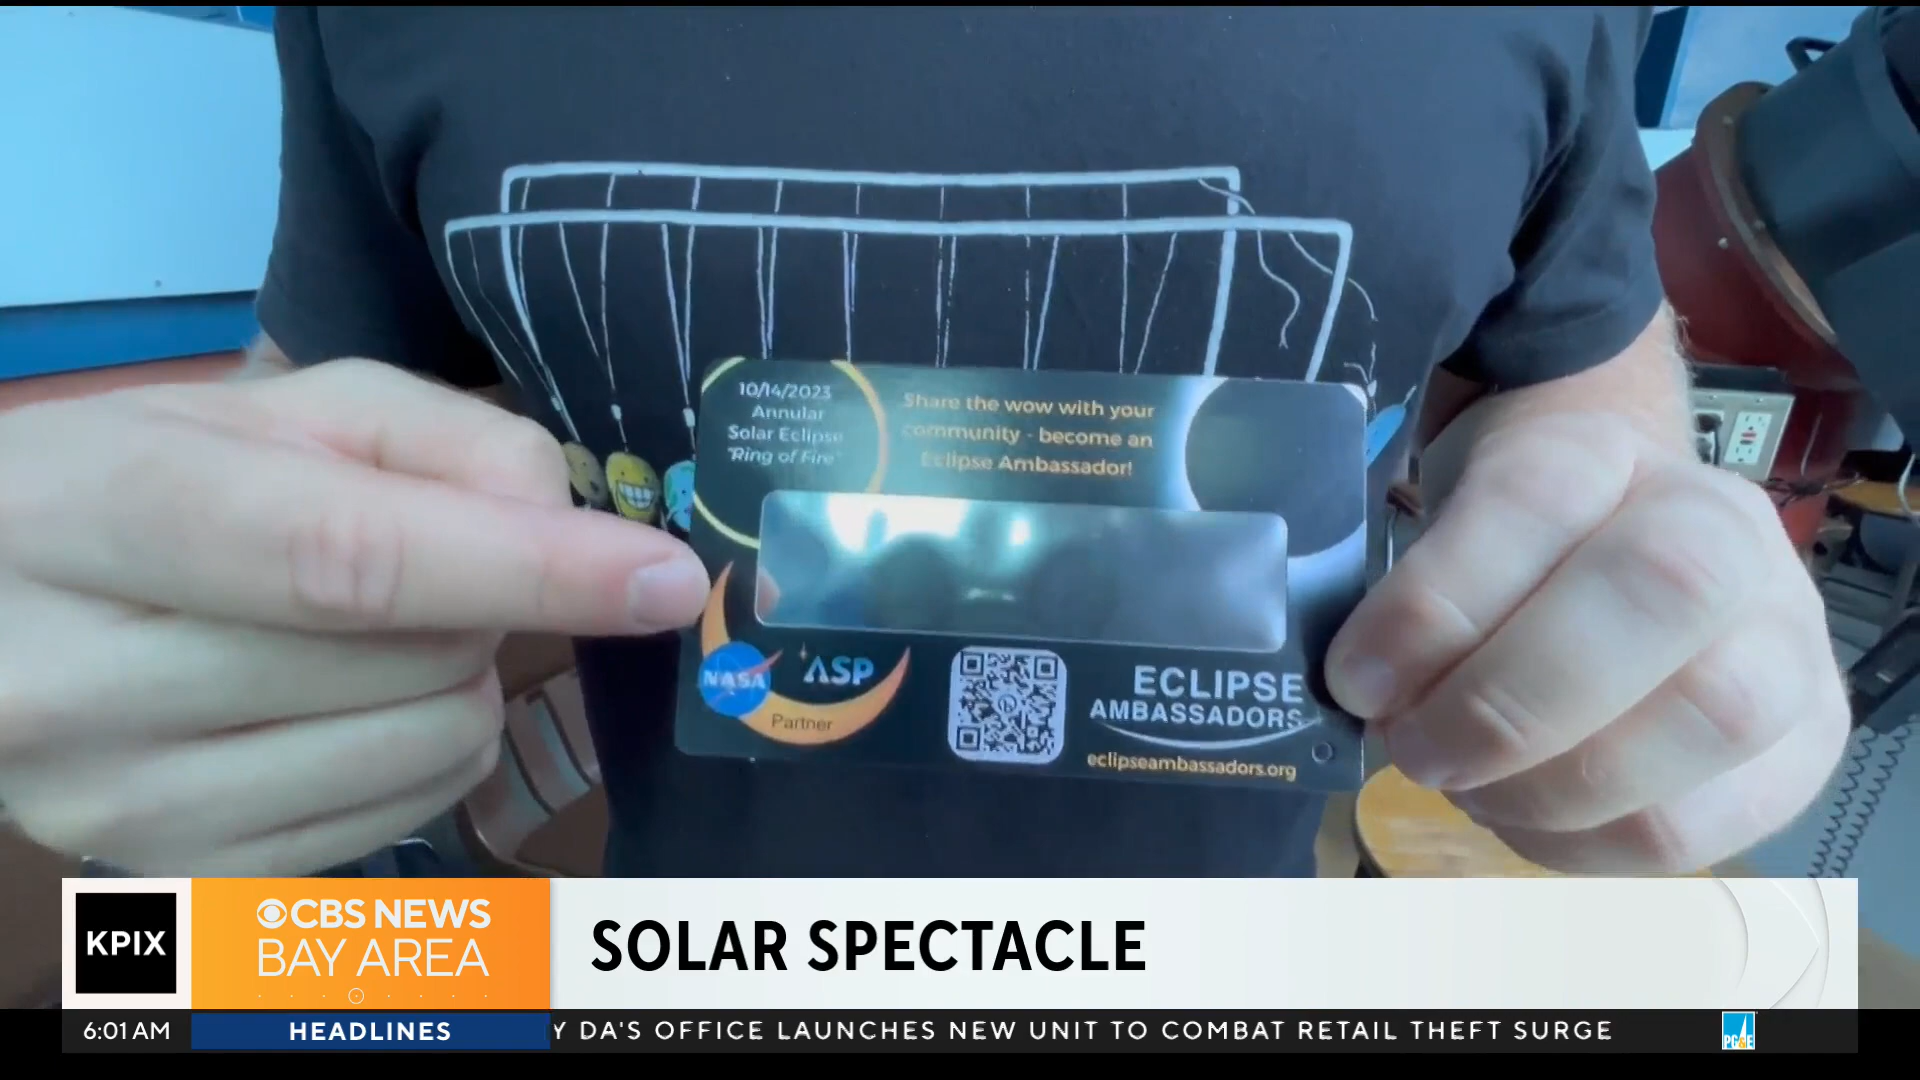 10/14/2023
Annular
Solar Eclipse
"Ring of Fire"
Share the wow with your
community - become an
Eclipse Ambassador!
NASA
ASP
Partner
ECLIPSE
AMBASSADORS
eclipseambassadors.org
KPIX
CBS NEWS
BAY AREA
SOLAR SPECTACLE
6:01 AM
HEADLINES
Y DA'S OFFICE LAUNCHES NEW UNIT TO COMBAT RETAIL THEFT SURGE
PG&E